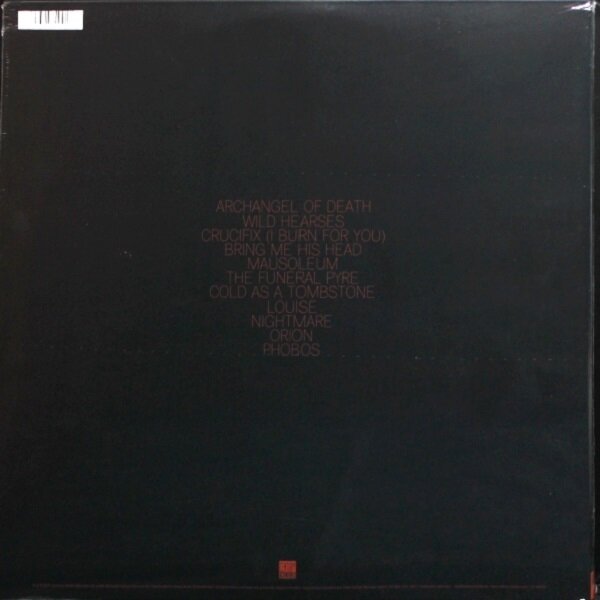 ARCHANGEL OF DEATH
WILD HEARSES
CRUCIFIX (I BURN FOR YOU)
BRING ME HIS HEAD
MAUSOLEUM
THE FUNERAL PYRE
COLD AS A TOMBSTONE
LOUISE
NIGHTMARE
ORION
PHOBOS